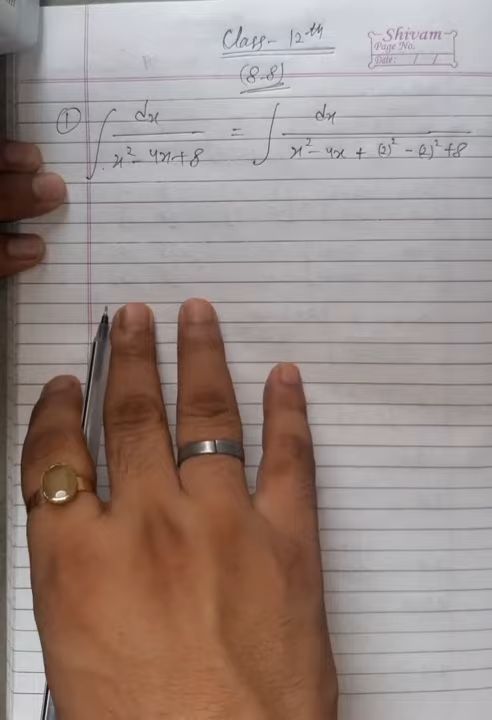 Class - 12th
Shivam
Page No.
Date: / /
(8.8)
① ∫ dx / (x² - 4x + 8) = ∫ dx / (x² - 4x + (2)² - (2)² + 8)